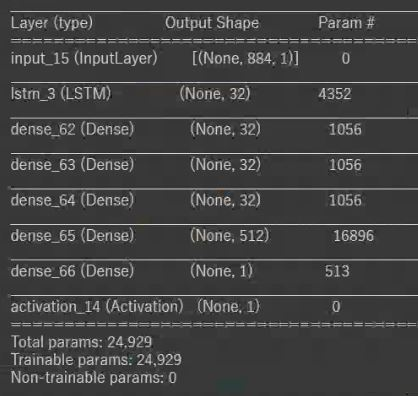 Layer (type) Output Shape Param #
input_15 (InputLayer) [(None, 884, 1)] 0
lstm_3 (LSTM) (None, 32) 4352
dense_62 (Dense) (None, 32) 1056
dense_63 (Dense) (None, 32) 1056
dense_64 (Dense) (None, 32) 1056
dense_65 (Dense) (None, 512) 16896
dense_66 (Dense) (None, 1) 513
activation_14 (Activation) (None, 1) 0
Total params: 24,929
Trainable params: 24,929
Non-trainable params: 0